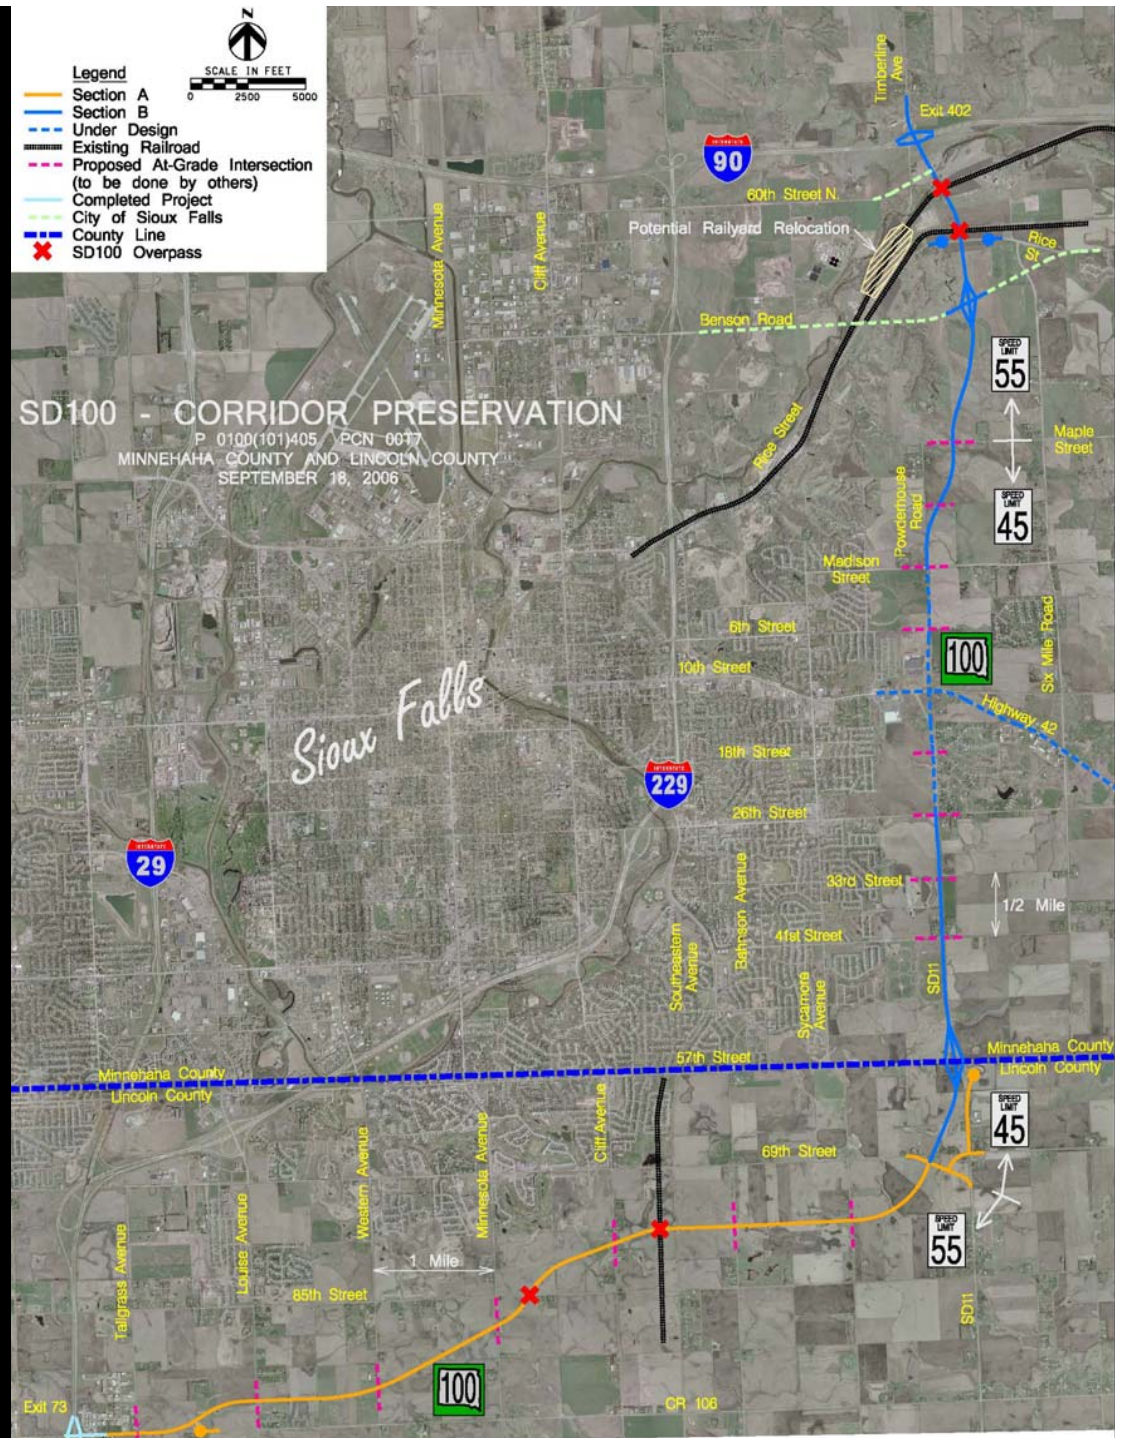 N
SCALE IN FEET
0 2500 5000
Legend
Section A
Section B
Under Design
Existing Railroad
Proposed At-Grade Intersection
(to be done by others)
Completed Project
City of Sioux Falls
County Line
SD100 Overpass
Timberline
Ave
Exit 402
INTERSTATE
90
60th Street N.
Potential Railyard Relocation
Rice
St
Minnesota Avenue
Cliff Avenue
Benson Road
SPEED
LIMIT
55
SD100 - CORRIDOR PRESERVATION
P 0100(101)405 PCN 00T7
MINNEHAHA COUNTY AND LINCOLN COUNTY
SEPTEMBER 18, 2006
Rice Street
Maple
Street
Powderhouse
Road
SPEED
LIMIT
45
Madison
Street
6th Street
10th Street
100
Six Mile Road
Highway 42
Sioux Falls
18th Street
INTERSTATE
229
26th Street
INTERSTATE
29
33rd Street
1/2 Mile
Bahnson Avenue
41st Street
Southeastern
Avenue
Sycamore
Avenue
SD11
57th Street
Minnehaha County
Lincoln County
Minnehaha County
Lincoln County
SPEED
LIMIT
45
Cliff Avenue
69th Street
Western Avenue
Minnesota Avenue
Louise Avenue
Tallgrass Avenue
SPEED
LIMIT
55
1 Mile
85th Street
SD11
100
Exit 73
CR 106